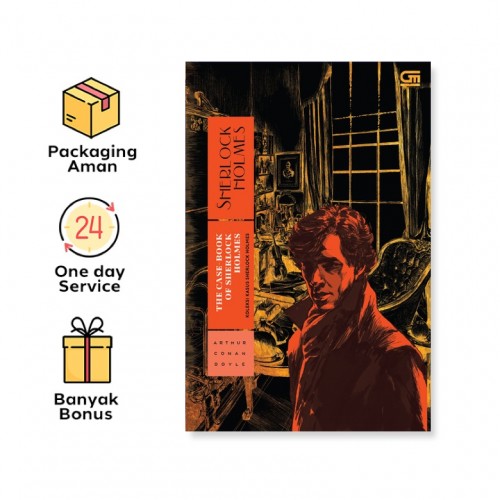 Packaging
Aman
24
One day
Service
Banyak
Bonus
GM
SHERLOCK
HOLMES
THE CASE BOOK
OF SHERLOCK
HOLMES
KOLEKSI KASUS SHERLOCK HOLMES
ARTHUR
CONAN
DOYLE